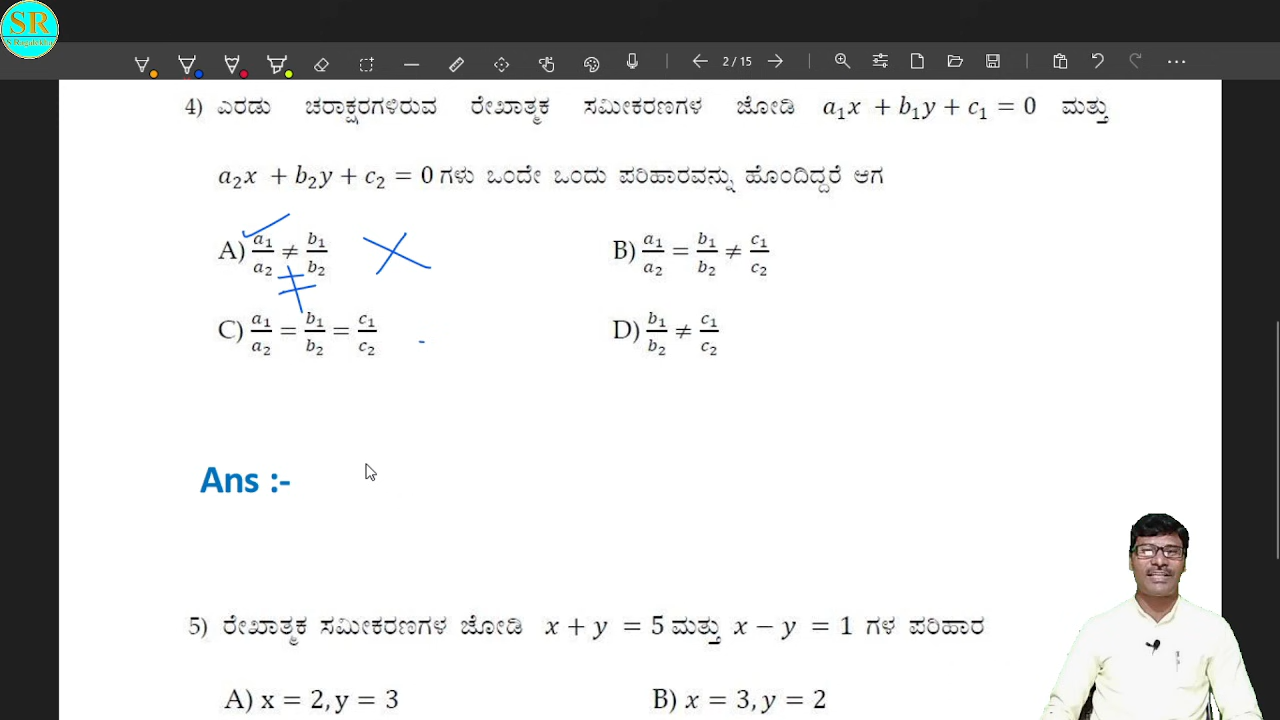 SR
2 / 15
4) ಎರಡು ಚರಾಕ್ಷರಗಳಿರುವ ರೇಖಾತ್ಮಕ ಸಮೀಕರಣಗಳ ಜೋಡಿ a₁x + b₁y + c₁ = 0 ಮತ್ತು
a₂x + b₂y + c₂ = 0 ಗಳು ಒಂದೇ ಒಂದು ಪರಿಹಾರವನ್ನು ಹೊಂದಿದ್ದರೆ ಆಗ
A) a₁/a₂ ≠ b₁/b₂ B) a₁/a₂ = b₁/b₂ ≠ c₁/c₂
C) a₁/a₂ = b₁/b₂ = c₁/c₂ D) b₁/b₂ ≠ c₁/c₂
Ans :-
5) ರೇಖಾತ್ಮಕ ಸಮೀಕರಣಗಳ ಜೋಡಿ x + y = 5 ಮತ್ತು x − y = 1 ಗಳ ಪರಿಹಾರ
A) x = 2, y = 3 B) x = 3, y = 2